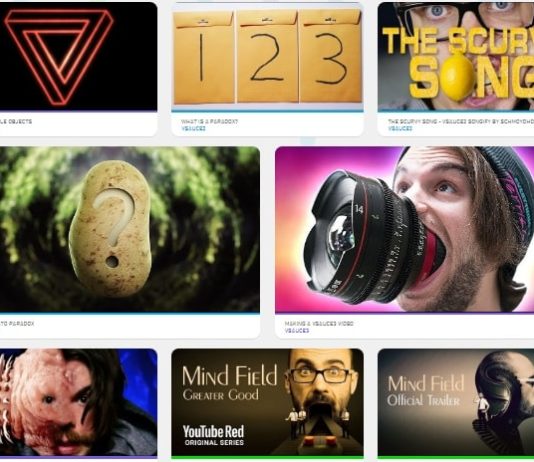 1 2 3
THE SCURVY
SONG
LE OBJECTS
WHAT IS A PARADOX?
VSAUCE2
THE SCURVY SONG - VSAUCE3 SONGIFY BY SCHMOYOHO
VSAUCE3
?
14
TO PARADOX
MAKING A VSAUCE3 VIDEO
VSAUCE3
MIND FIELD
GREATER GOOD
YouTube Red
ORIGINAL SERIES
MIND FIELD
OFFICIAL TRAILER